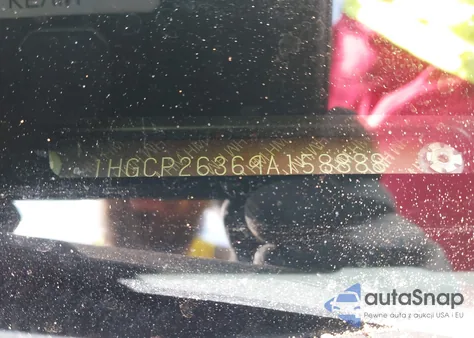 1HGCP26369A158888
autaSnap
Pewne auta z aukcji USA i EU